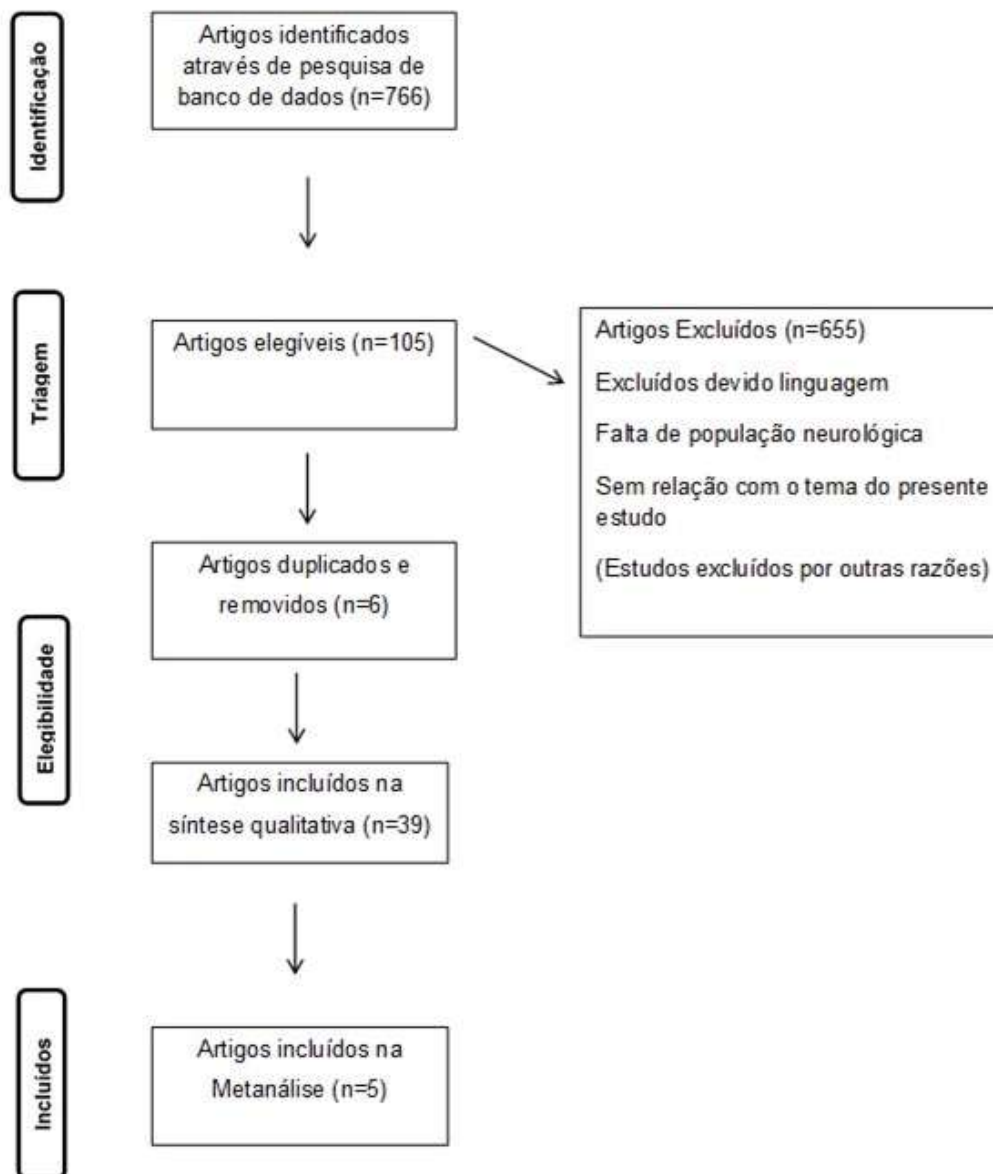 Identificação
Artigos identificados
através de pesquisa de
banco de dados (n=766)
Triagem
Artigos elegíveis (n=105)
Artigos Excluídos (n=655)
Excluídos devido linguagem
Falta de população neurológica
Sem relação com o tema do presente
estudo
(Estudos excluídos por outras razões)
Elegibilidade
Artigos duplicados e
removidos (n=6)
Artigos incluídos na
síntese qualitativa (n=39)
Incluidos
Artigos incluídos na
Metanálise (n=5)